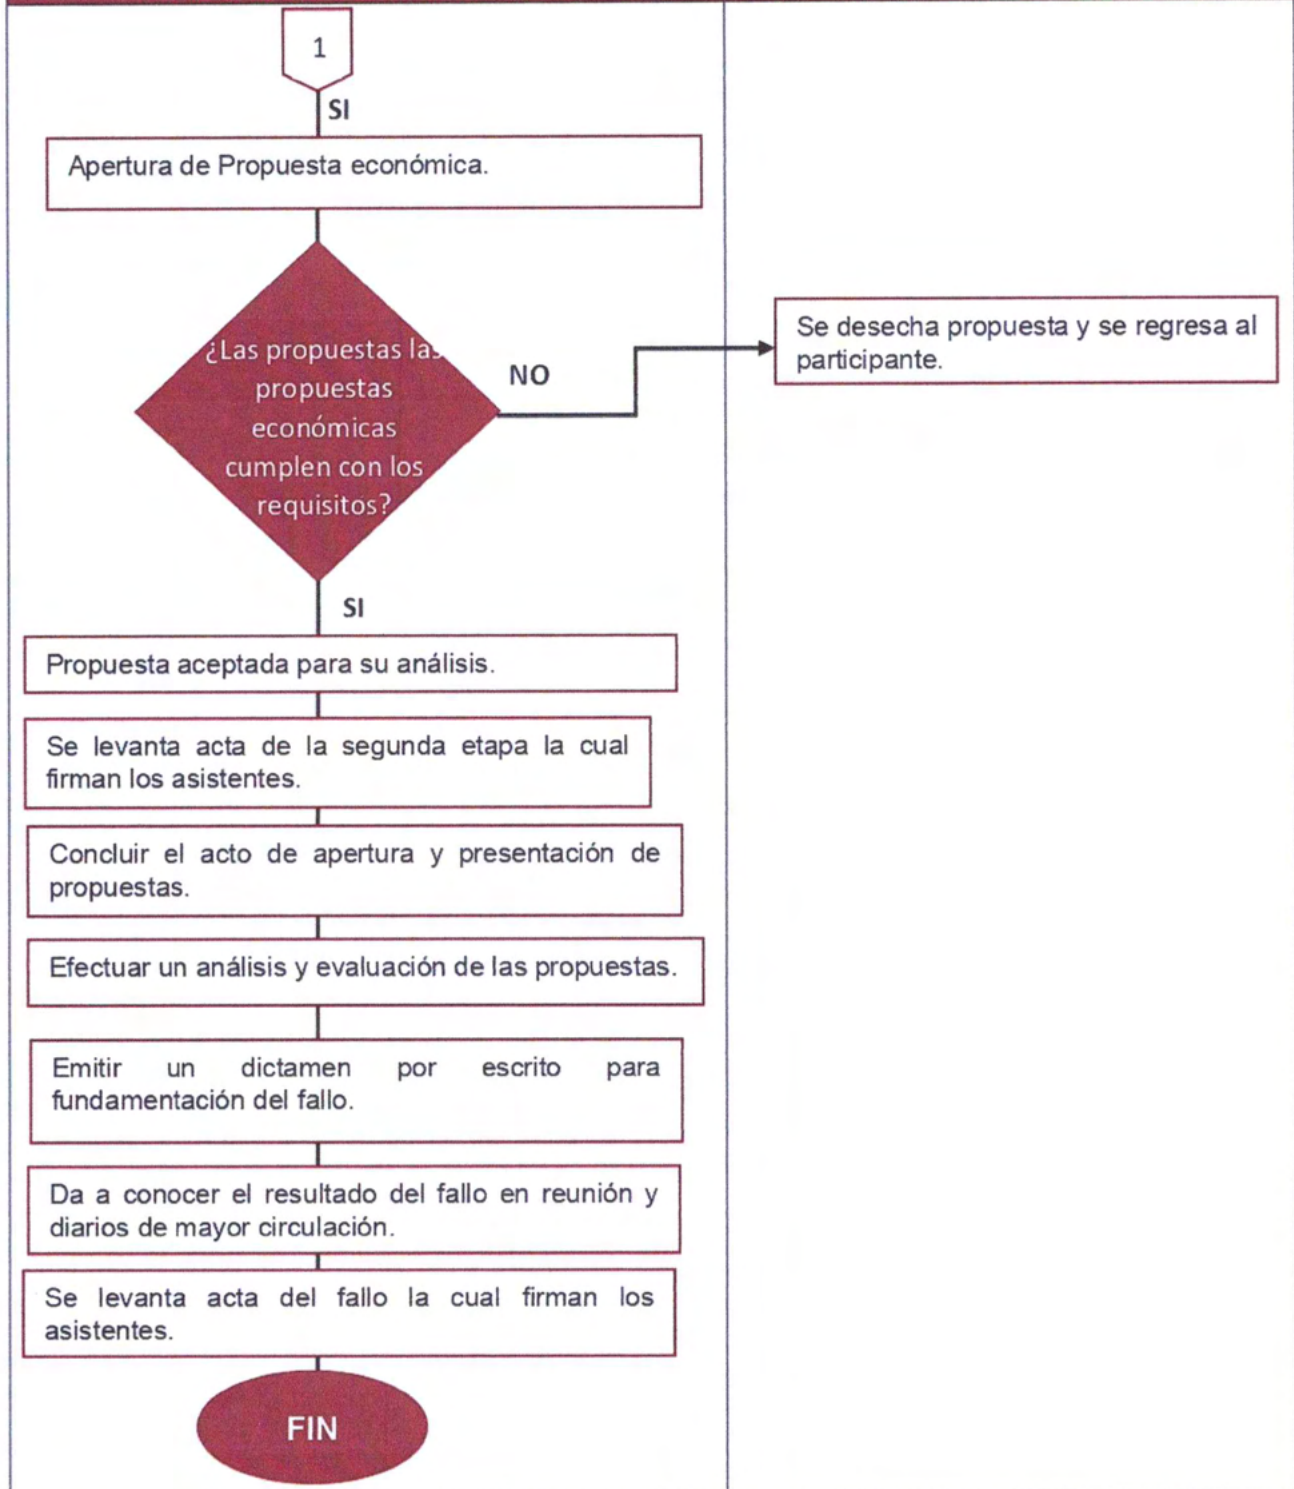 1
SI
Apertura de Propuesta económica.
¿Las propuestas las
propuestas
económicas
cumplen con los
requisitos?
NO
Se desecha propuesta y se regresa al
participante.
SI
Propuesta aceptada para su análisis.
Se levanta acta de la segunda etapa la cual
firman los asistentes.
Concluir el acto de apertura y presentación de
propuestas.
Efectuar un análisis y evaluación de las propuestas.
Emitir un dictamen por escrito para
fundamentación del fallo.
Da a conocer el resultado del fallo en reunión y
diarios de mayor circulación.
Se levanta acta del fallo la cual firman los
asistentes.
FIN